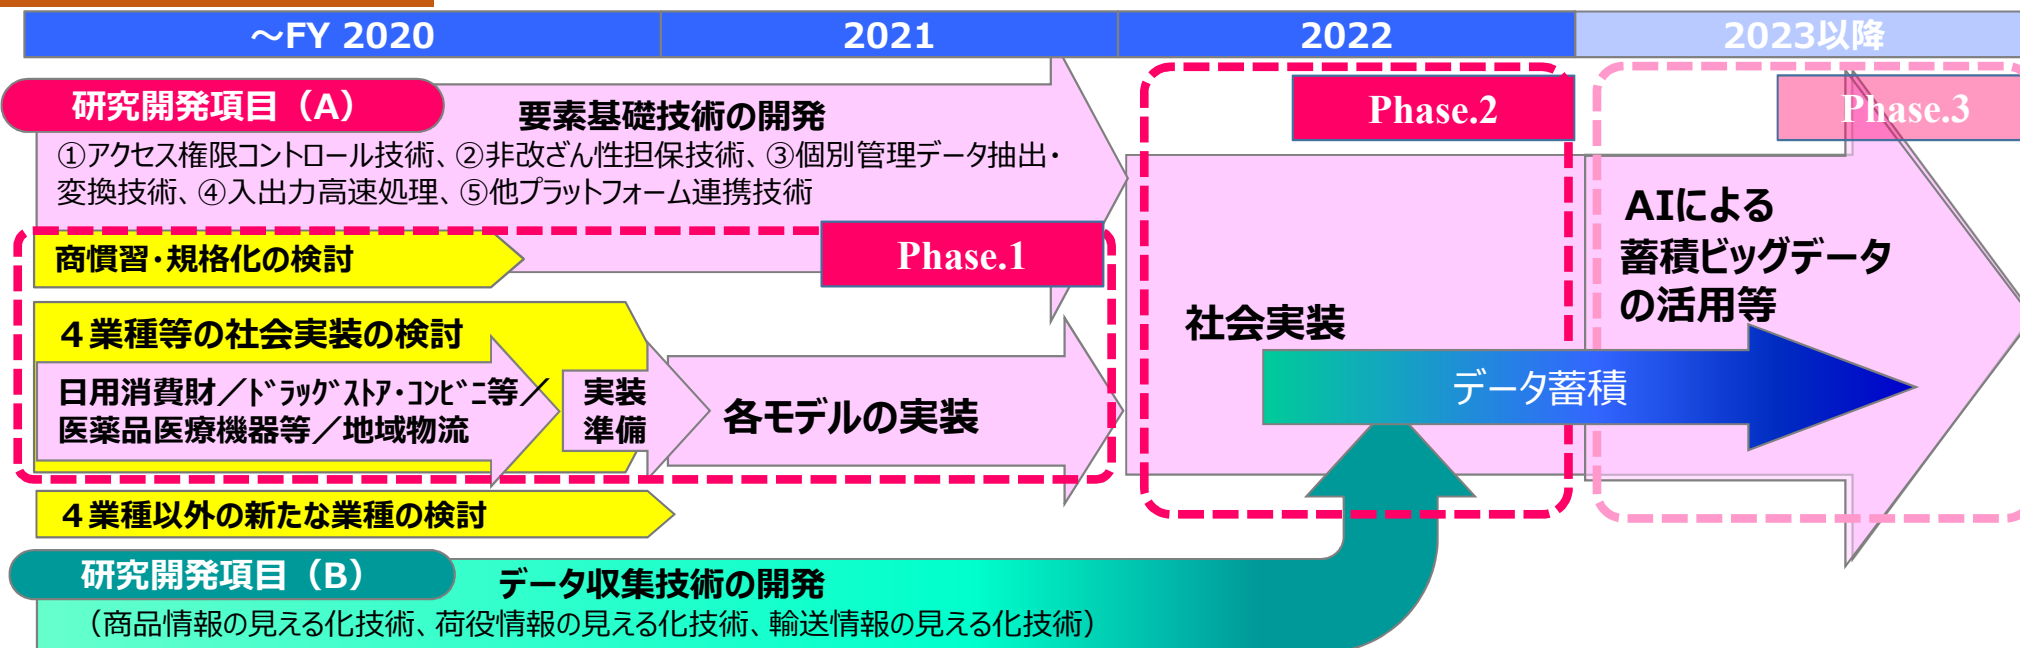 ～FY 2020
2021
2022
2023以降
研究開発項目（A）
要素基礎技術の開発
①アクセス権限コントロール技術、②非改ざん性担保技術、③個別管理データ抽出・
変換技術、④入出力高速処理、⑤他プラットフォーム連携技術
Phase.1
商慣習・規格化の検討
４業種等の社会実装の検討
日用消費財／ﾄﾞﾗｯｸﾞｽﾄｱ・ｺﾝﾋﾞﾆ等／
医薬品医療機器等／地域物流
実装
準備
各モデルの実装
４業種以外の新たな業種の検討
Phase.2
社会実装
データ蓄積
Phase.3
AIによる
蓄積ビッグデータ
の活用等
研究開発項目（B）
データ収集技術の開発
（商品情報の見える化技術、荷役情報の見える化技術、輸送情報の見える化技術）